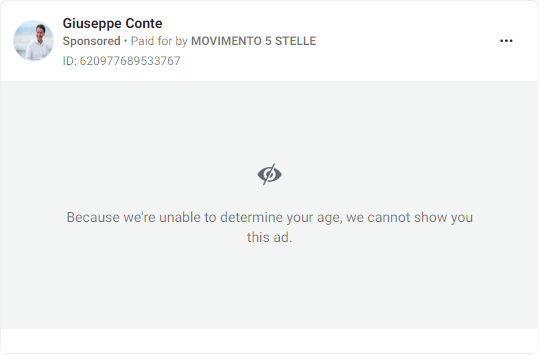 Giuseppe Conte
Sponsored • Paid for by MOVIMENTO 5 STELLE
ID: 620977689533767
Because we're unable to determine your age, we cannot show you
this ad.